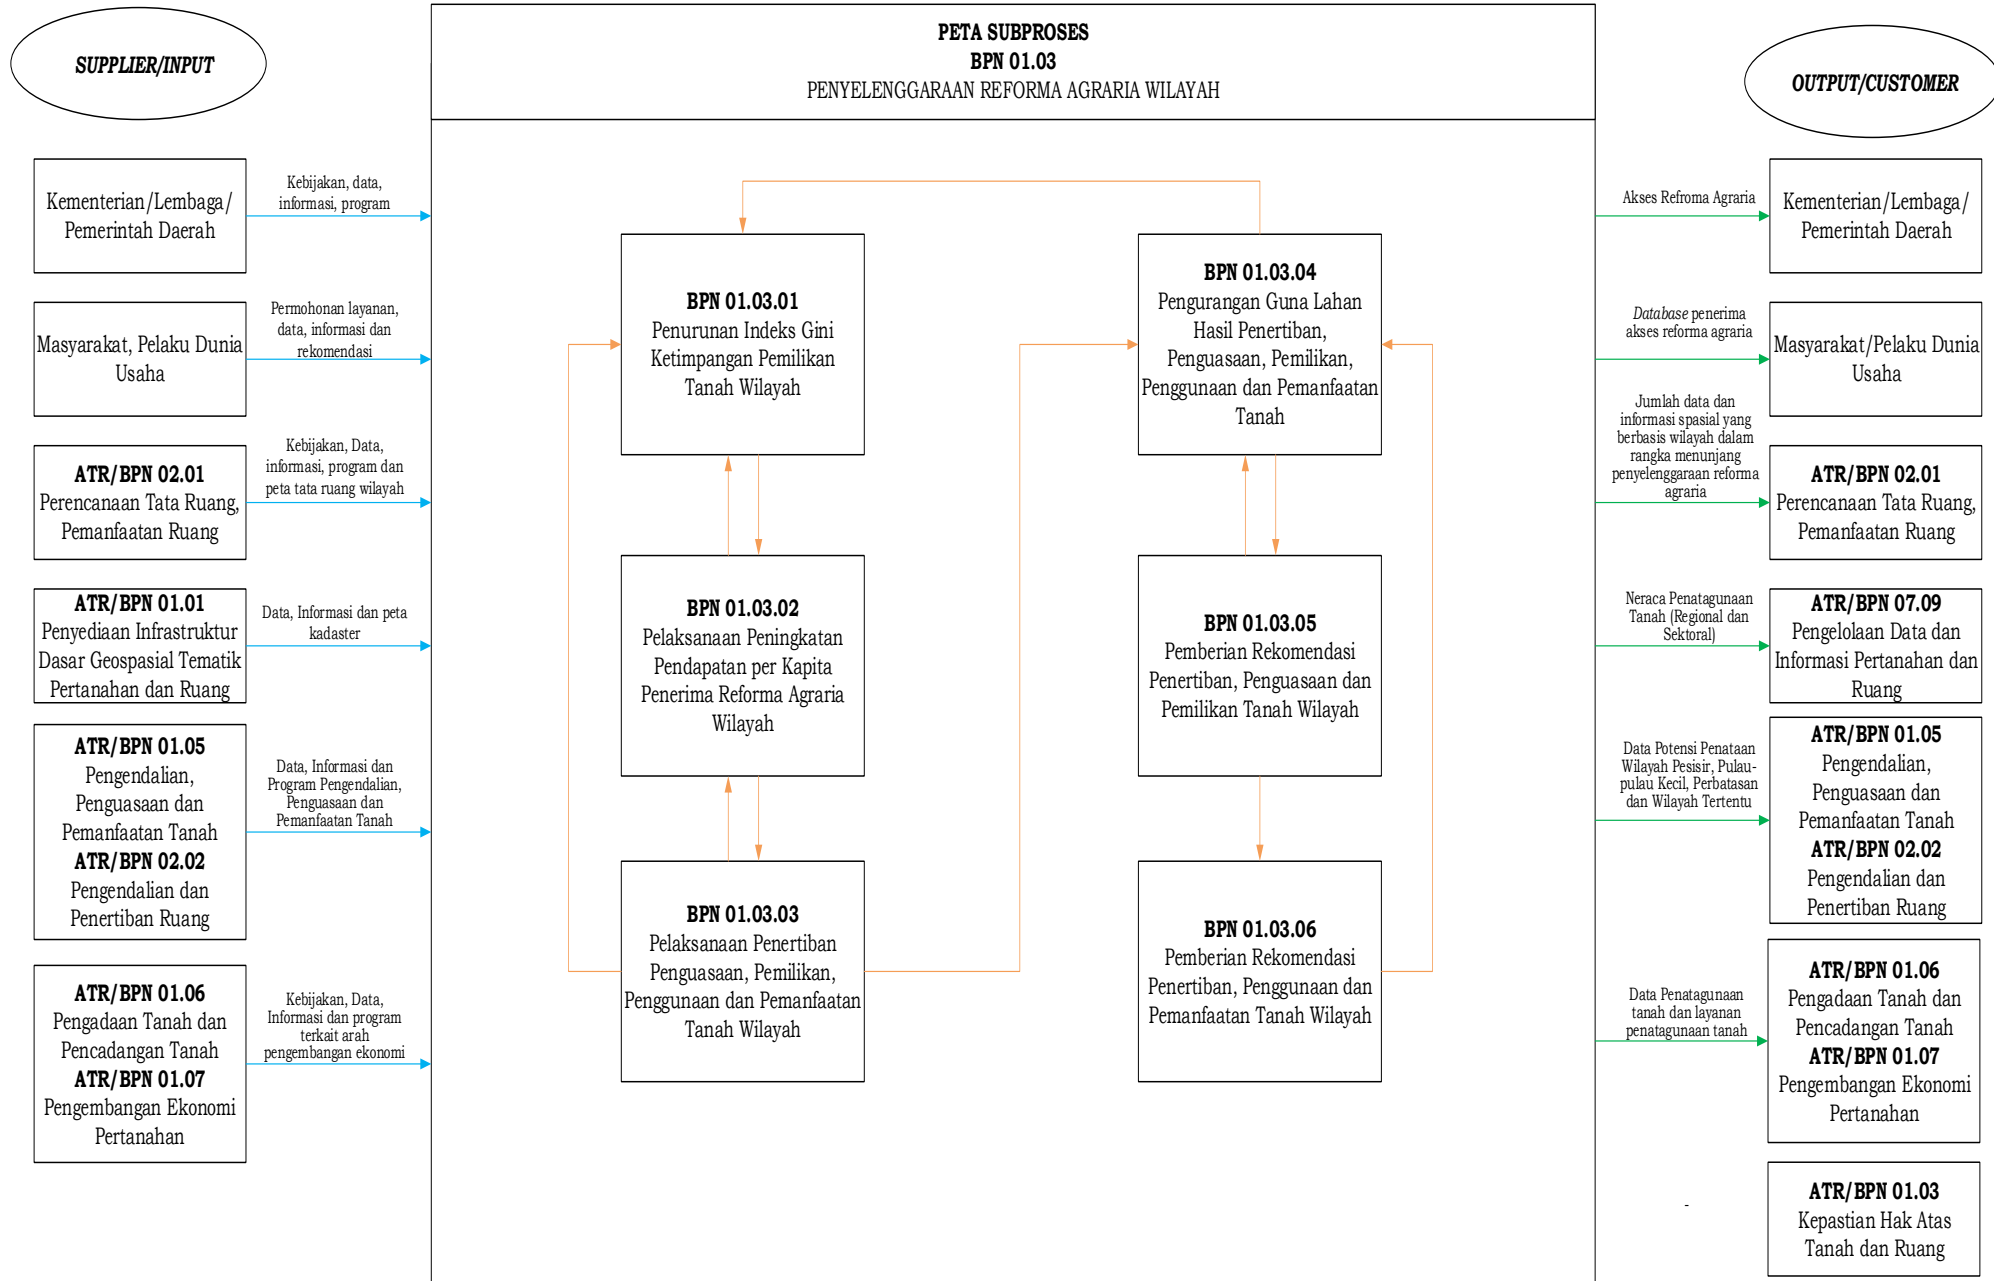 SUPPLIER/INPUT
PETA SUBPROSES
BPN 01.03
PENYELENGGARAAN REFORMA AGRARIA WILAYAH
OUTPUT/CUSTOMER
Kementerian/Lembaga/
Pemerintah Daerah
Kebijakan, data,
informasi, program
Masyarakat, Pelaku Dunia
Usaha
Permohonan layanan,
data, informasi dan
rekomendasi
ATR/BPN 02.01
Perencanaan Tata Ruang,
Pemanfaatan Ruang
Kebijakan, Data,
informasi, program dan
peta tata ruang wilayah
ATR/BPN 01.01
Penyediaan Infrastruktur
Dasar Geospasial Tematik
Pertanahan dan Ruang
Data, Informasi dan peta
kadaster
ATR/BPN 01.05
Pengendalian,
Penguasaan dan
Pemanfaatan Tanah
ATR/BPN 02.02
Pengendalian dan
Penertiban Ruang
Data, Informasi dan
Program Pengendalian,
Penguasaan dan
Pemanfaatan Tanah
ATR/BPN 01.06
Pengadaan Tanah dan
Pencadangan Tanah
ATR/BPN 01.07
Pengembangan Ekonomi
Pertanahan
Kebijakan, Data,
Informasi dan program
terkait arah
pengembangan ekonomi
BPN 01.03.01
Penurunan Indeks Gini
Ketimpangan Pemilikan
Tanah Wilayah
BPN 01.03.02
Pelaksanaan Peningkatan
Pendapatan per Kapita
Penerima Reforma Agraria
Wilayah
BPN 01.03.03
Pelaksanaan Penertiban
Penguasaan, Pemilikan,
Penggunaan dan Pemanfaatan
Tanah Wilayah
BPN 01.03.04
Pengurangan Guna Lahan
Hasil Penertiban,
Penguasaan, Pemilikan,
Penggunaan dan Pemanfaatan
Tanah
BPN 01.03.05
Pemberian Rekomendasi
Penertiban, Penguasaan dan
Pemilikan Tanah Wilayah
BPN 01.03.06
Pemberian Rekomendasi
Penertiban, Penggunaan dan
Pemanfaatan Tanah Wilayah
Akses Refroma Agraria
Kementerian/Lembaga/
Pemerintah Daerah
Database penerima
akses reforma agraria
Masyarakat/Pelaku Dunia
Usaha
Jumlah data dan
informasi spasial yang
berbasis wilayah dalam
rangka menunjang
penyelenggaraan reforma
agraria
ATR/BPN 02.01
Perencanaan Tata Ruang,
Pemanfaatan Ruang
Neraca Penatagunaan
Tanah (Regional dan
Sektoral)
ATR/BPN 07.09
Pengelolaan Data dan
Informasi Pertanahan dan
Ruang
Data Potensi Penataan
Wilayah Pesisir, Pulau-
pulau Kecil, Perbatasan
dan Wilayah Tertentu
ATR/BPN 01.05
Pengendalian,
Penguasaan dan
Pemanfaatan Tanah
ATR/BPN 02.02
Pengendalian dan
Penertiban Ruang
Data Penatagunaan
tanah dan layanan
penatagunaan tanah
ATR/BPN 01.06
Pengadaan Tanah dan
Pencadangan Tanah
ATR/BPN 01.07
Pengembangan Ekonomi
Pertanahan
-
ATR/BPN 01.03
Kepastian Hak Atas
Tanah dan Ruang